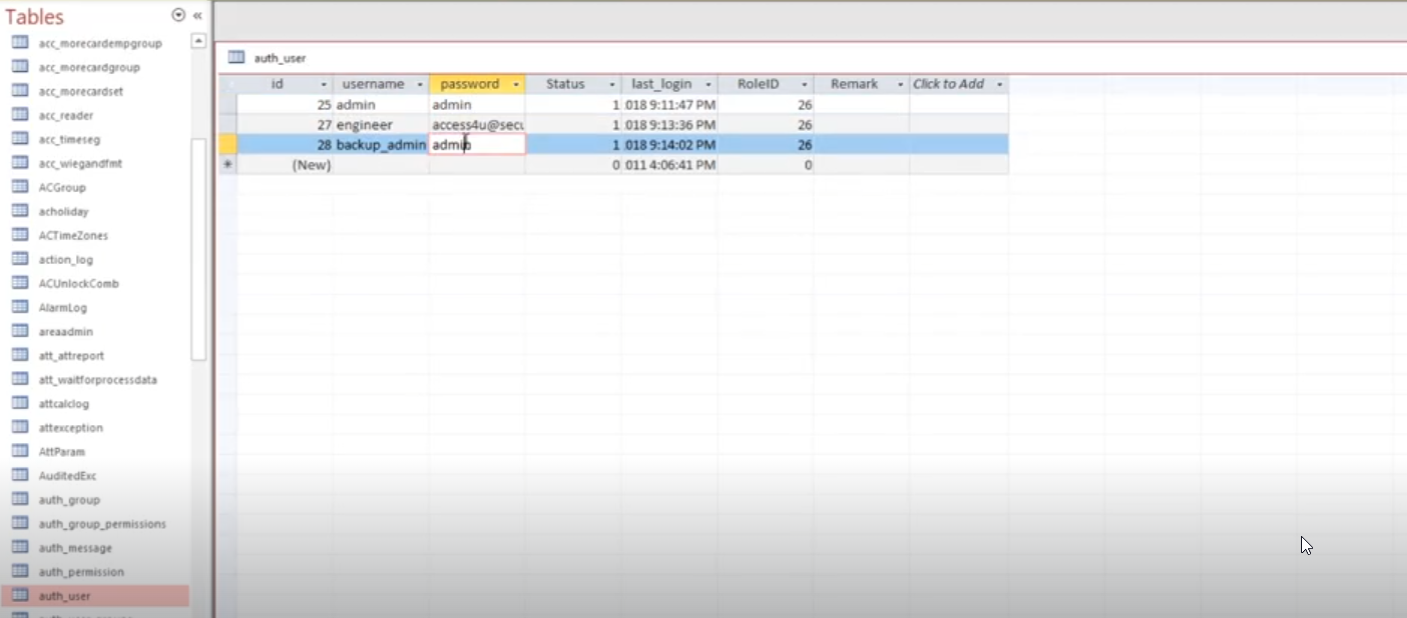 Tables
acc_morecardempgroup
acc_morecardgroup
acc_morecardset
acc_reader
acc_timeseg
acc_wiegandfmt
ACGroup
acholiday
ACTimeZones
action_log
ACUnlockComb
AlarmLog
areaadmin
att_attreport
att_waitforprocessdata
attcalclog
attexception
AttParam
AuditedExc
auth_group
auth_group_permissions
auth_message
auth_permission
auth_user
auth_user
id username password Status last_login RoleID Remark Click to Add
25 admin admin 1 018 9:11:47 PM 26
27 engineer access4u@secu 1 018 9:13:36 PM 26
28 backup_admin admin 1 018 9:14:02 PM 26
(New) 0 011 4:06:41 PM 0